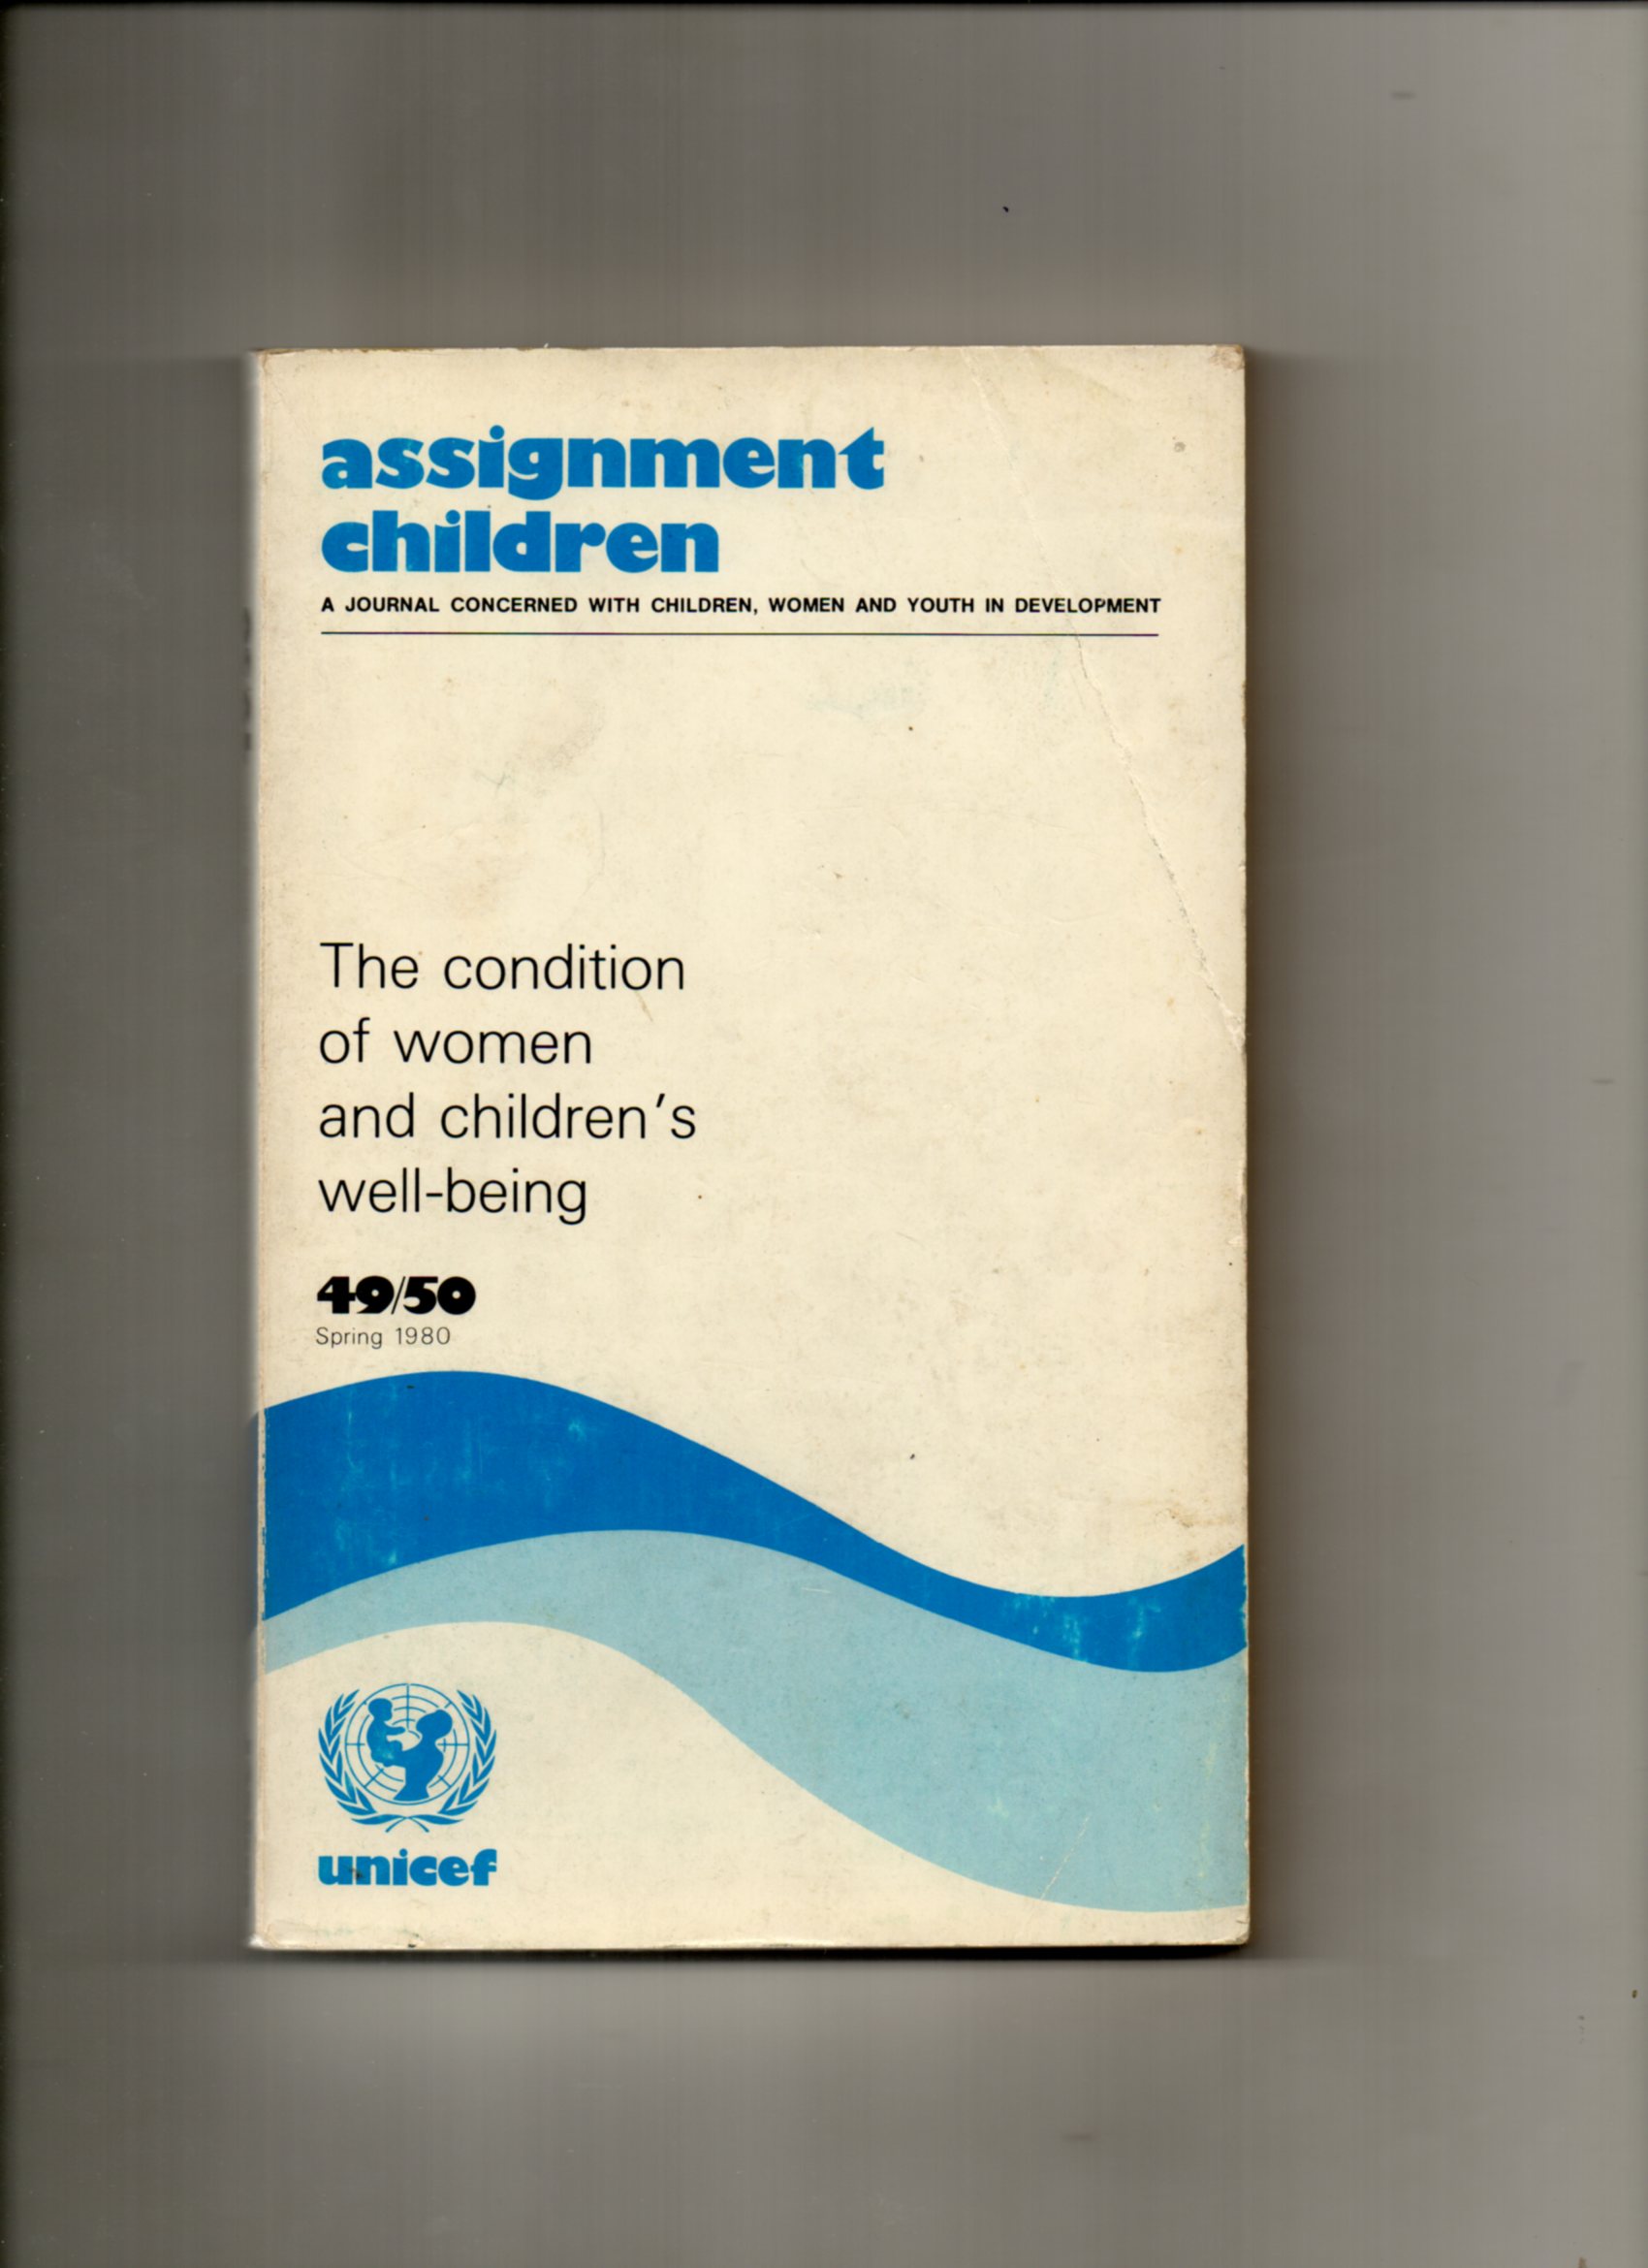 assignment
children
A JOURNAL CONCERNED WITH CHILDREN, WOMEN AND YOUTH IN DEVELOPMENT
The condition
of women
and children's
well-being
49/50
Spring 1980
unicef